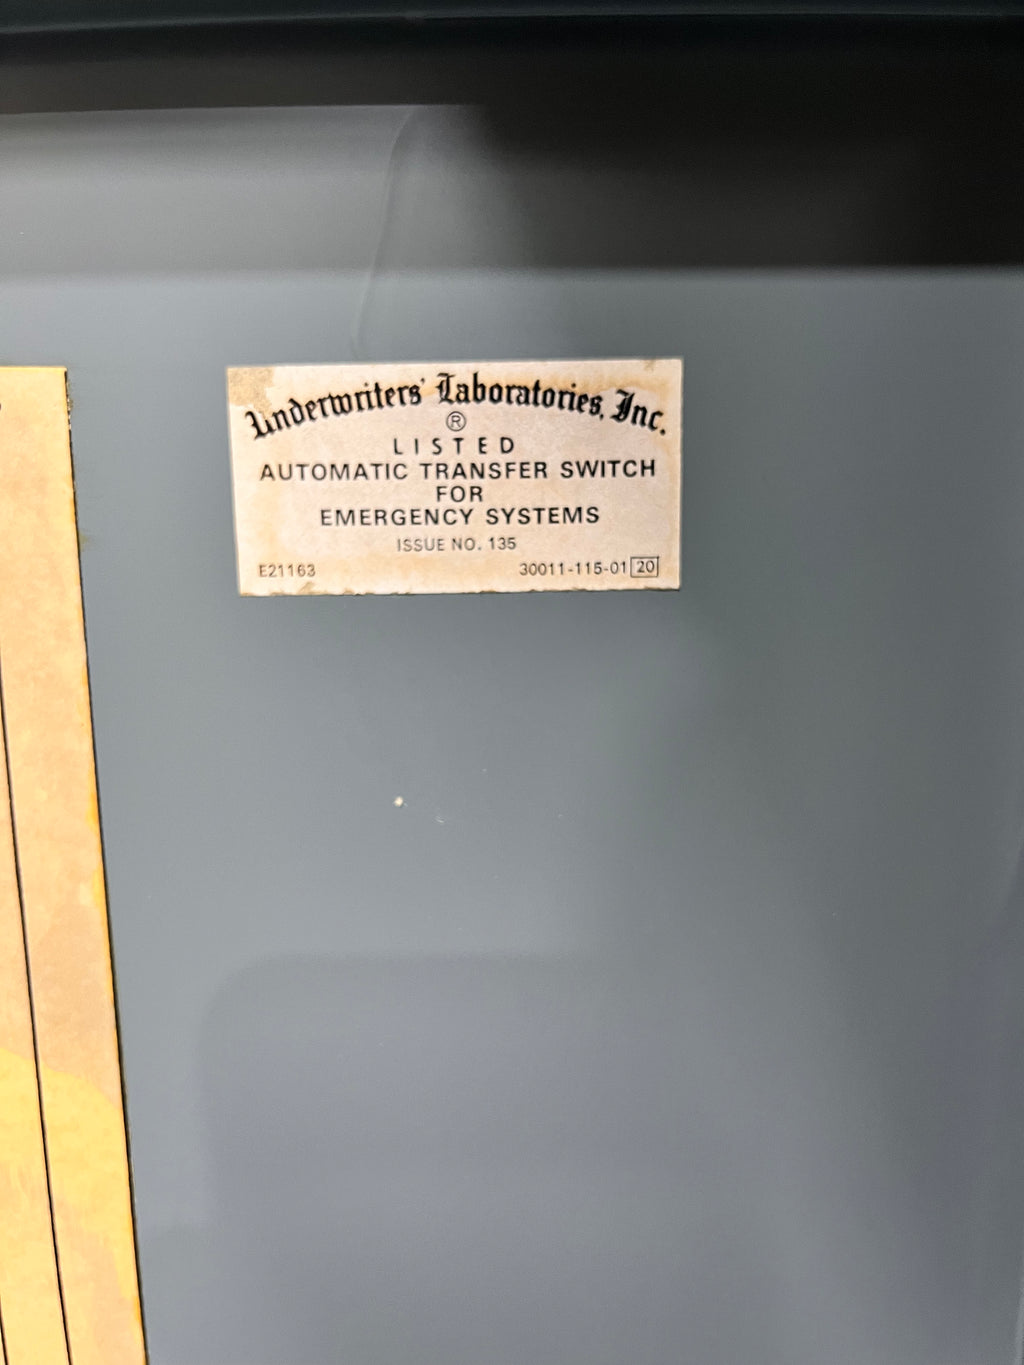 Underwriters' Laboratories, Inc.
®
LISTED
AUTOMATIC TRANSFER SWITCH
FOR
EMERGENCY SYSTEMS
ISSUE NO. 135
E21163 30011-115-01 20